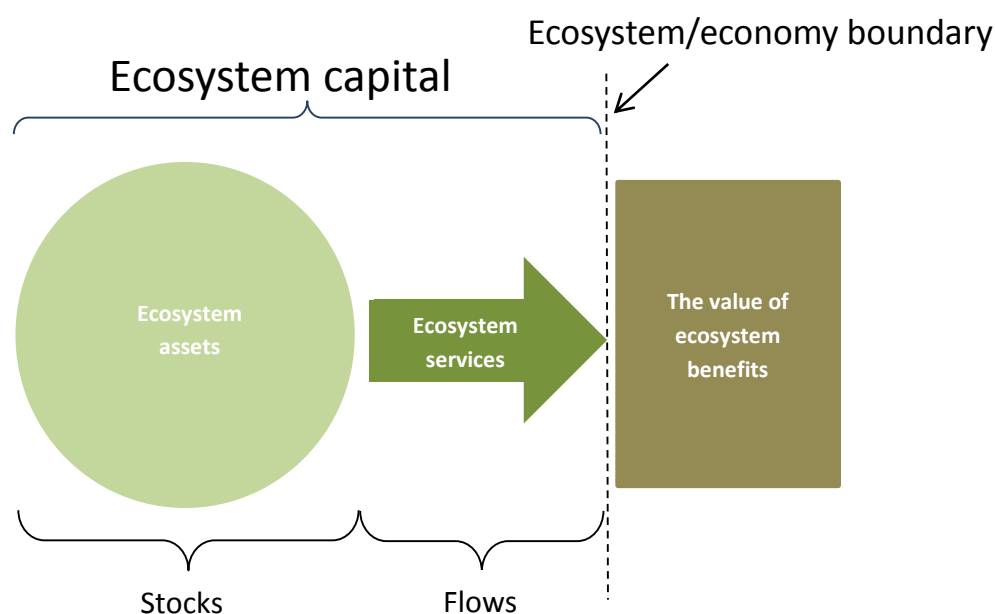 Ecosystem/economy boundary
Ecosystem capital
Ecosystem
assets
Ecosystem
services
The value of
ecosystem
benefits
Stocks
Flows